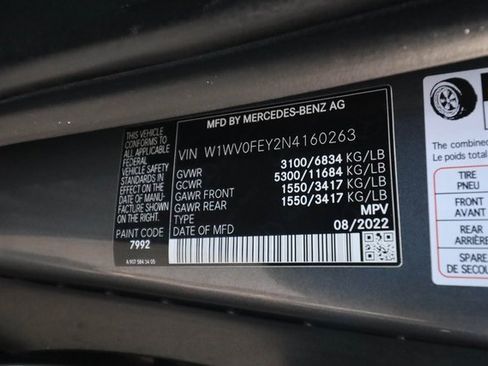 MFD BY MERCEDES-BENZ AG
THIS VEHICLE
CONFORMS TO
ALL APPLICABLE
FEDERAL
VEHICLE SAFETY
STANDARDS IN
EFFECT ON THE
DATE OF
MANUFACTURE
SHOWN ON
THE RIGHT.
PAINT CODE
7992
VIN W1WV0FEY2N4160263
GVWR 3100/6834 KG/LB
GCWR 5300/11684 KG/LB
GAWR FRONT 1550/3417 KG/LB
GAWR REAR 1550/3417 KG/LB
TYPE MPV
DATE OF MFD 08/2022
The combined
Le poids total
TIRE
PNEU
FRONT
AVANT
REAR
ARRIÈRE
SPARE
DE SECOU